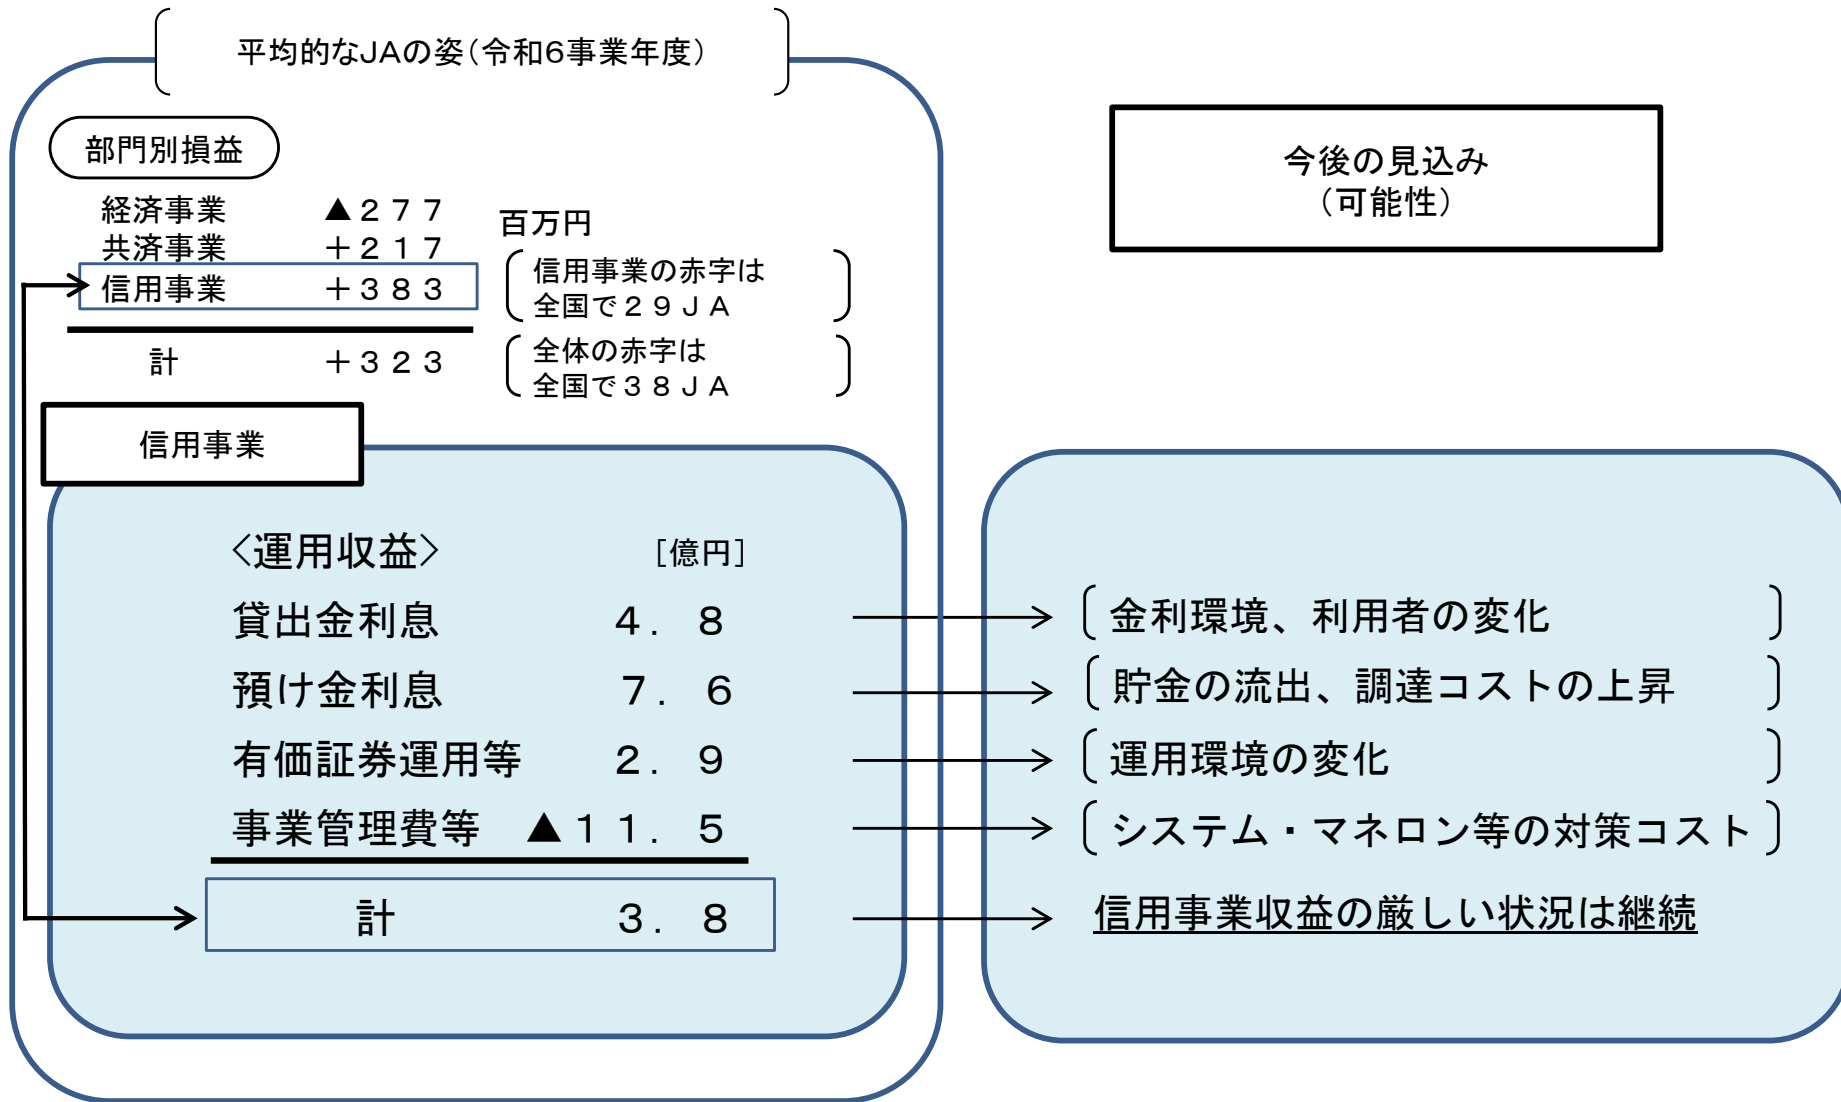 平均的なJAの姿（令和６事業年度）
部門別損益
経済事業　▲２７７
百万円
共済事業　＋２１７
信用事業　＋３８３
信用事業の赤字は
全国で２９ＪＡ
計　＋３２３
全体の赤字は
全国で３８ＪＡ
信用事業
＜運用収益＞　［億円］
貸出金利息　４．８
預け金利息　７．６
有価証券運用等　２．９
事業管理費等　▲１１．５
計　３．８
今後の見込み
（可能性）
金利環境、利用者の変化
貯金の流出、調達コストの上昇
運用環境の変化
システム・マネロン等の対策コスト
信用事業収益の厳しい状況は継続